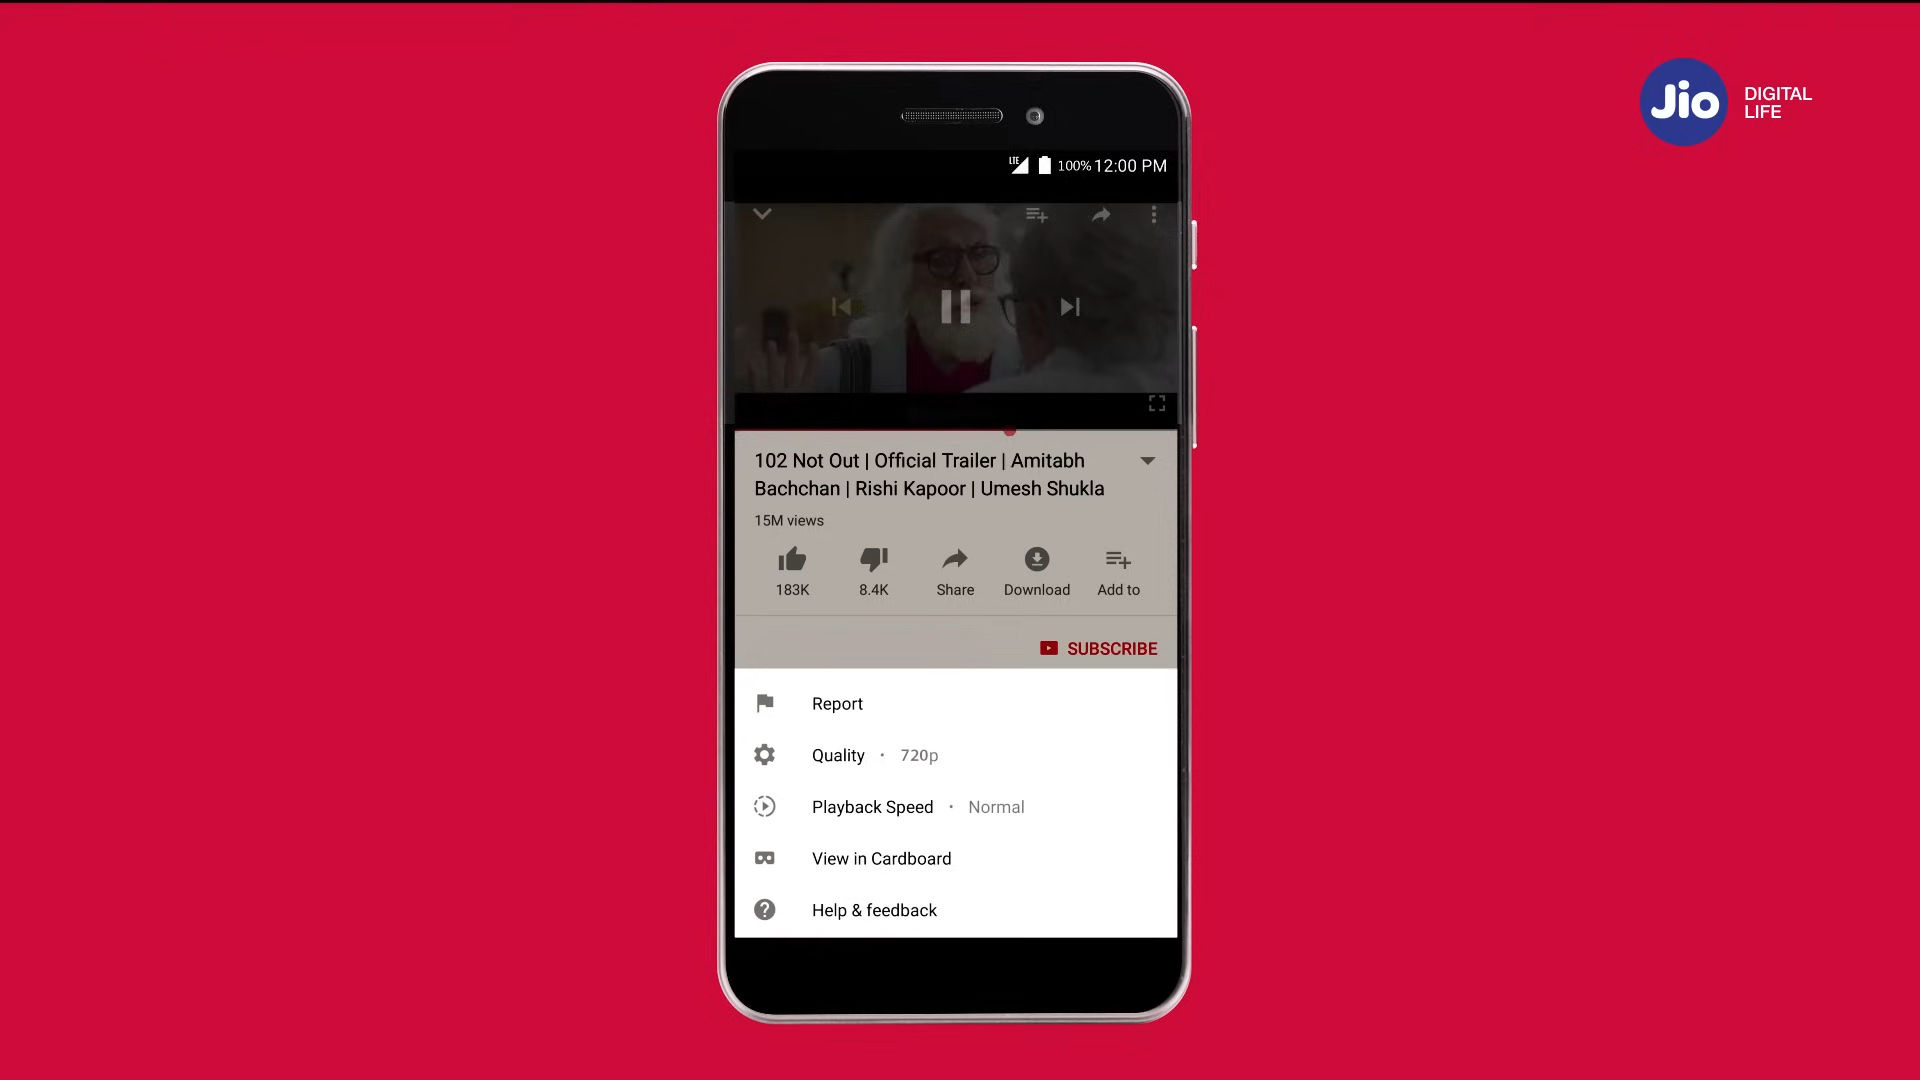 Jio
DIGITAL
LIFE
LTE 100% 12:00 PM
102 Not Out | Official Trailer | Amitabh
Bachchan | Rishi Kapoor | Umesh Shukla
15M views
183K 8.4K Share Download Add to
SUBSCRIBE
Report
Quality · 720p
Playback Speed · Normal
View in Cardboard
Help & feedback